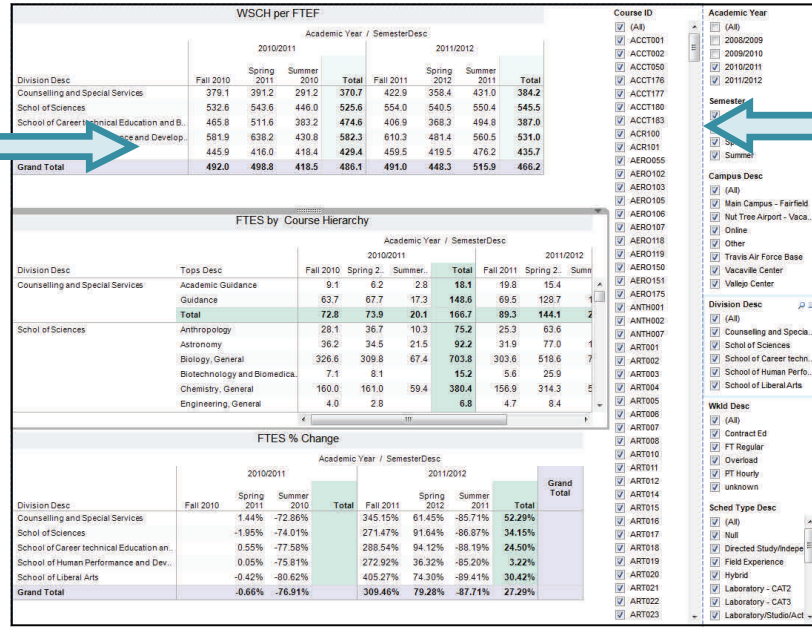 WSCH per FTEF
Academic Year / SemesterDesc
2010/2011 2011/2012
Division Desc Fall 2010 Spring 2011 Summer 2010 Total Fall 2011 Spring 2012 Summer 2011 Total
Counselling and Special Services 379.1 391.2 291.2 370.7 422.9 358.4 431.0 384.2
Schol of Sciences 532.6 543.6 446.0 525.6 554.0 540.5 550.4 545.5
School of Career technical Education and B.. 465.8 511.6 383.2 474.6 406.9 368.3 494.8 387.0
and Develop.. 581.9 638.2 430.8 582.3 610.3 481.4 560.5 531.0
445.9 416.0 418.4 429.4 459.5 419.5 476.2 435.7
Grand Total 492.0 498.8 418.5 486.1 491.0 448.3 515.9 466.2
FTES by Course Hierarchy
Academic Year / SemesterDesc
2010/2011 2011/2012
Division Desc Tops Desc Fall 2010 Spring 2.. Summer.. Total Fall 2011 Spring 2.. Summ
Counselling and Special Services Academic Guidance 9.1 6.2 2.8 18.1 19.8 15.4
Guidance 63.7 67.7 17.3 148.6 69.5 128.7 1
Total 72.8 73.9 20.1 166.7 89.3 144.1 2
Schol of Sciences Anthropology 28.1 36.7 10.3 75.2 25.3 63.6
Astronomy 36.2 34.5 21.5 92.2 31.9 77.0 1
Biology, General 326.6 309.8 67.4 703.8 303.6 518.6 7
Biotechnology and Biomedica.. 7.1 8.1 15.2 5.6 25.9
Chemistry, General 160.0 161.0 59.4 380.4 156.9 314.3 5
Engineering, General 4.0 2.8 6.8 4.7 8.4
FTES % Change
Academic Year / SemesterDesc
2010/2011 2011/2012 Grand Total
Division Desc Fall 2010 Spring 2011 Summer 2010 Total Fall 2011 Spring 2012 Summer 2011 Total
Counselling and Special Services 1.44% -72.86% 345.15% 61.45% -85.71% 52.29%
Schol of Sciences -1.95% -74.01% 271.47% 91.64% -86.87% 34.15%
School of Career technical Education an.. 0.55% -77.58% 288.54% 94.12% -88.19% 24.50%
School of Human Performance and Dev.. 0.05% -75.81% 272.92% 36.32% -85.20% 3.22%
School of Liberal Arts -0.42% -80.62% 405.27% 74.30% -89.41% 30.42%
Grand Total -0.66% -76.91% 309.46% 79.28% -87.71% 27.29%
Course ID
(All)
ACCT001
ACCT002
ACCT050
ACCT176
ACCT177
ACCT180
ACCT183
ACR100
ACR101
AERO055
AERO102
AERO103
AERO105
AERO106
AERO107
AERO118
AERO119
AERO150
AERO151
AERO175
ANTH001
ANTH002
ANTH007
ART001
ART002
ART003
ART004
ART005
ART006
ART007
ART008
ART010
ART011
ART012
ART014
ART015
ART016
ART017
ART018
ART019
ART020
ART021
ART022
ART023
Academic Year
(All)
2008/2009
2009/2010
2010/2011
2011/2012
Semester
Summer
Campus Desc
(All)
Main Campus - Fairfield
Nut Tree Airport - Vaca..
Online
Other
Travis Air Force Base
Vacaville Center
Vallejo Center
Division Desc
(All)
Counselling and Specia..
Schol of Sciences
School of Career techn..
School of Human Perfo..
School of Liberal Arts
Wkld Desc
(All)
Contract Ed
FT Regular
Overload
PT Hourly
unknown
Sched Type Desc
(All)
Null
Directed Study/Indepe
Field Experience
Hybrid
Laboratory - CAT2
Laboratory - CAT3
Laboratory/Studio/Act